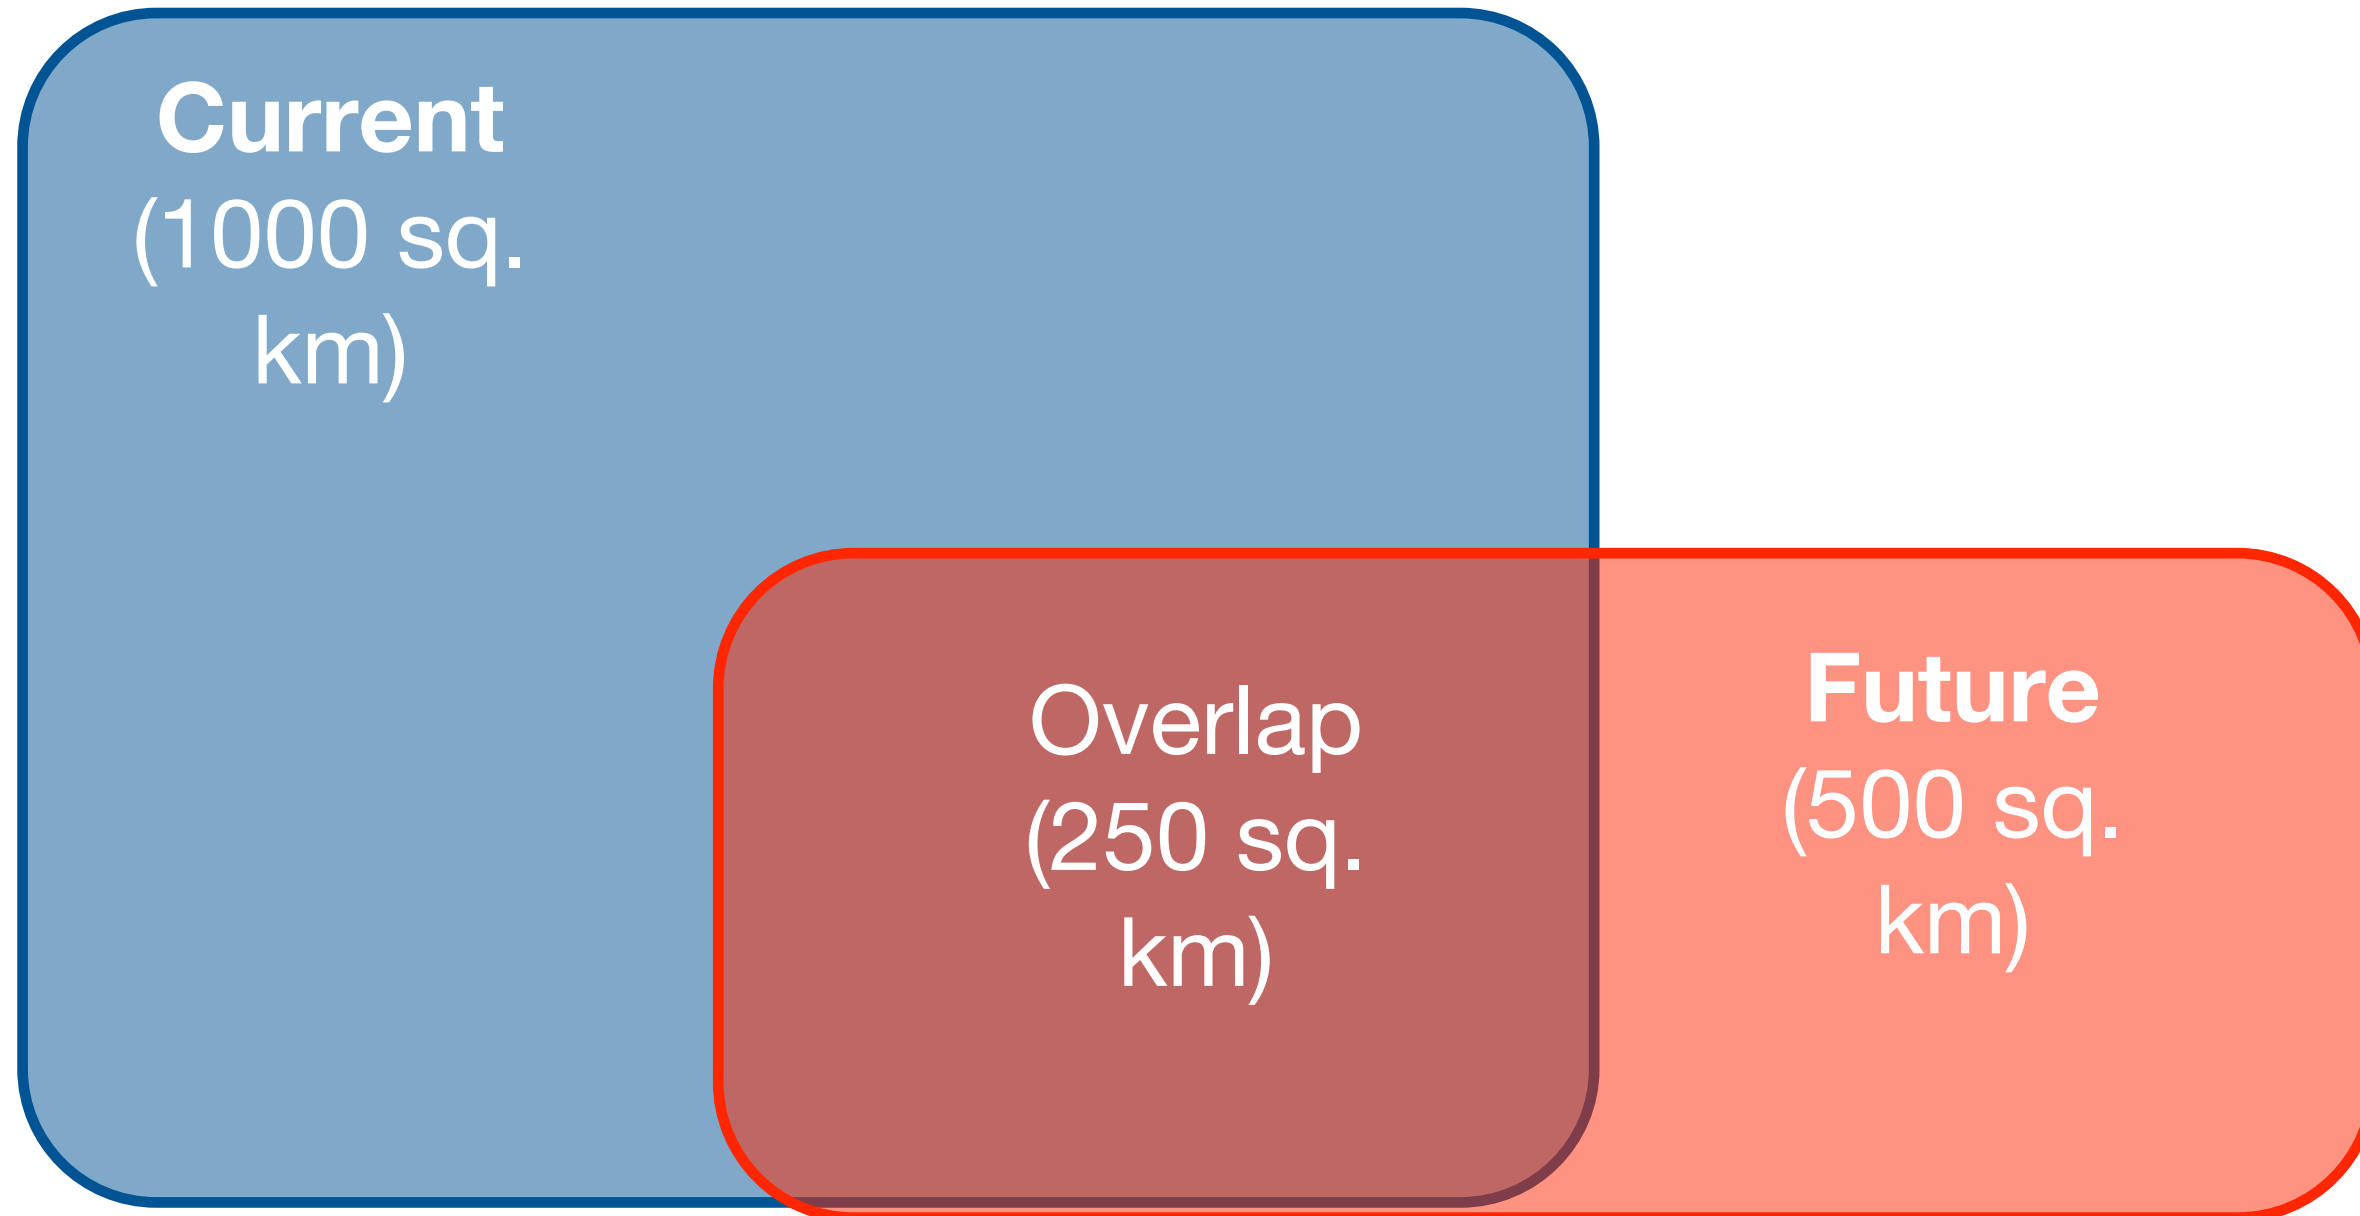 Current
(1000 sq.
km)
Overlap
(250 sq.
km)
Future
(500 sq.
km)